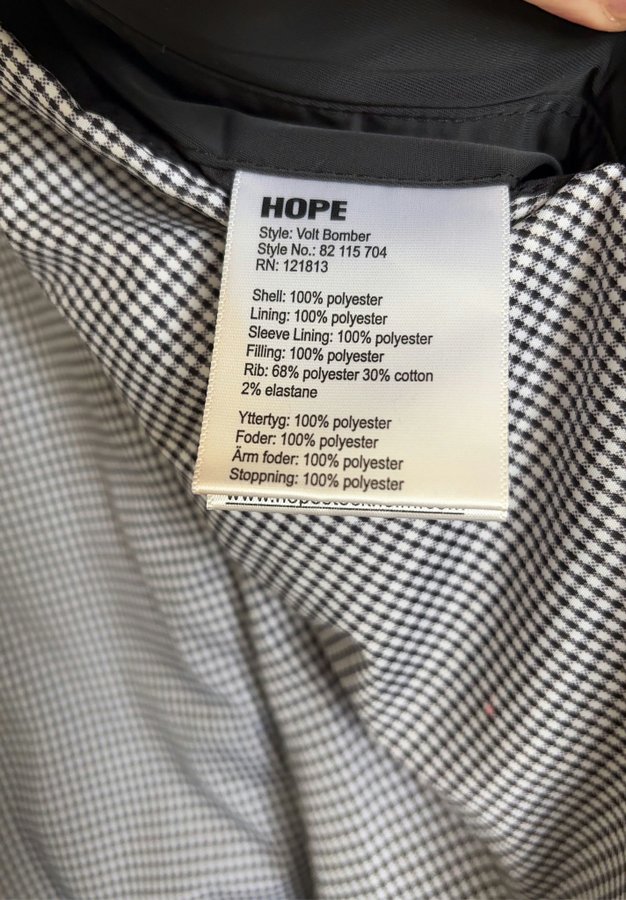 HOPE
Style: Volt Bomber
Style No.: 82 115 704
RN: 121813
Shell: 100% polyester
Lining: 100% polyester
Sleeve Lining: 100% polyester
Filling: 100% polyester
Rib: 68% polyester 30% cotton
2% elastane
Yttertyg: 100% polyester
Foder: 100% polyester
Ärm foder: 100% polyester
Stoppning: 100% polyester